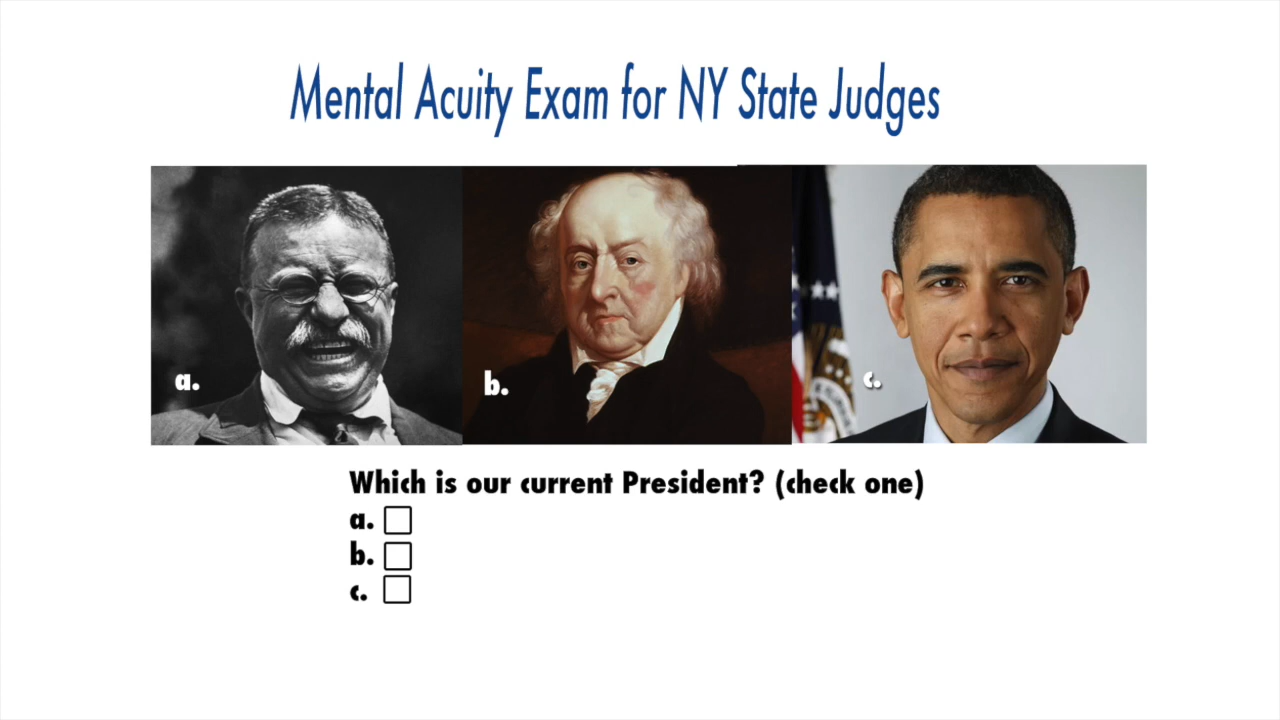 Mental Acuity Exam for NY State Judges
a.
b.
c.
Which is our current President? (check one)
a.
b.
c.